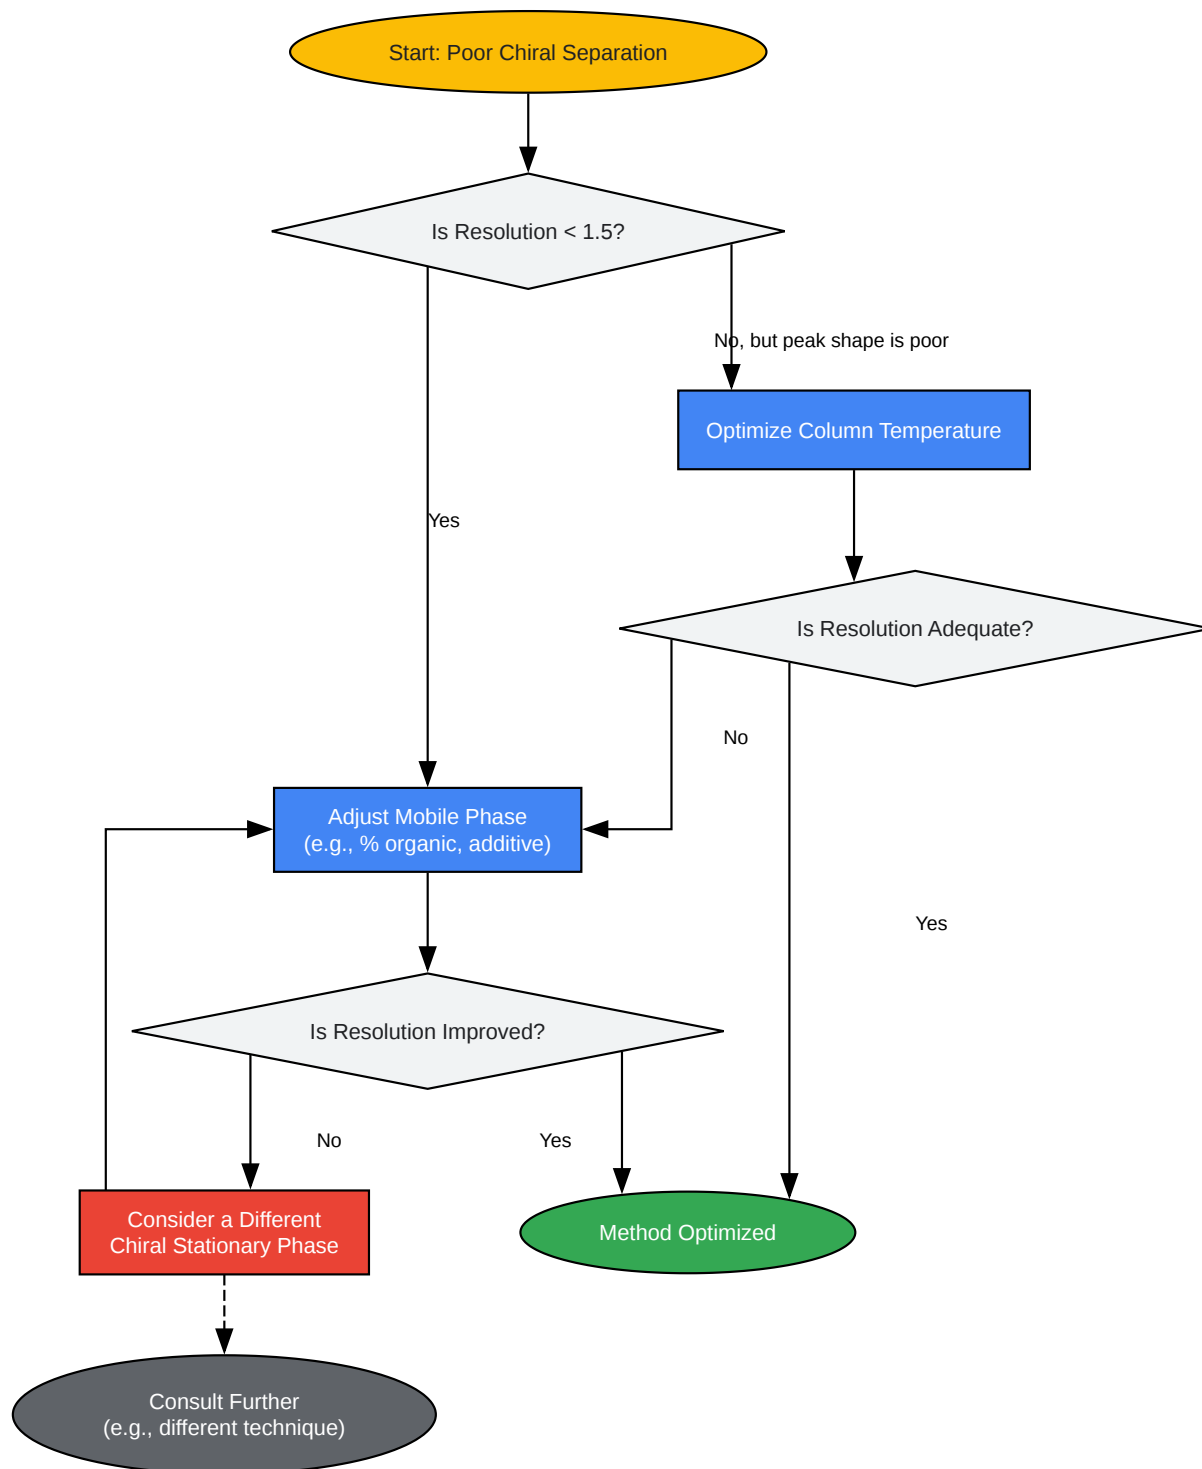 Start: Poor Chiral Separation
Is Resolution < 1.5?
No, but peak shape is poor
Optimize Column Temperature
Yes
Is Resolution Adequate?
No
Adjust Mobile Phase
(e.g., % organic, additive)
Yes
Is Resolution Improved?
No
Yes
Consider a Different
Chiral Stationary Phase
Method Optimized
Consult Further
(e.g., different technique)